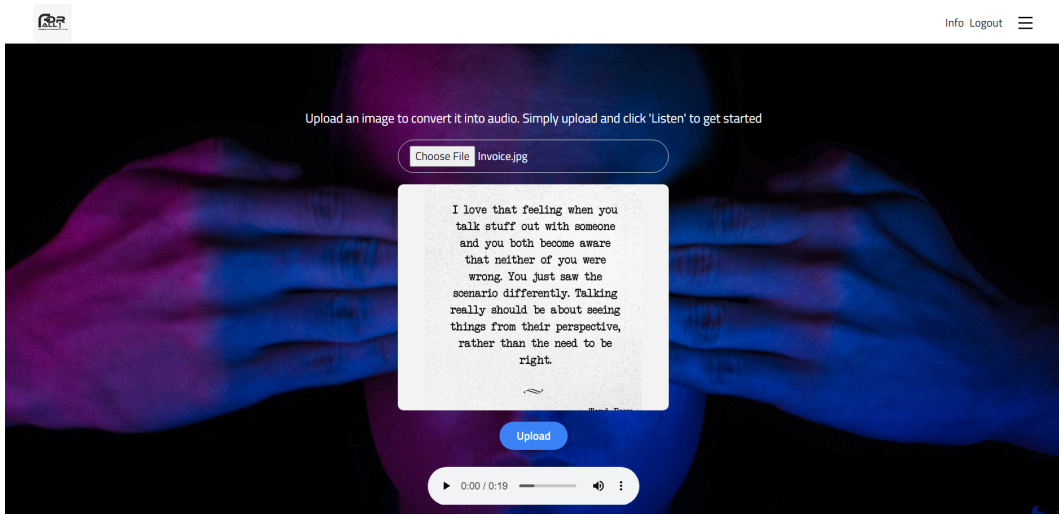 FOR
ALL
Info Logout
Upload an image to convert it into audio. Simply upload and click 'Listen' to get started
Choose File Invoice.jpg
I love that feeling when you
talk stuff out with someone
and you both become aware
that neither of you were
wrong. You just saw the
scenario differently. Talking
really should be about seeing
things from their perspective,
rather than the need to be
right.
Upload
0:00 / 0:19